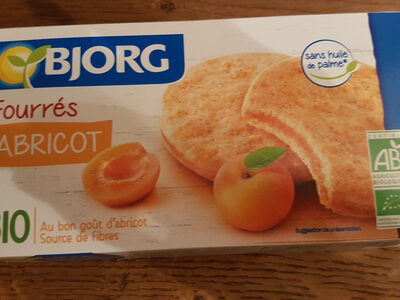 BJORG
Fourrés
ABRICOT
sans huile
de palme*
AB
AGRICULTURE
BIOLOGIQUE
BIO
Au bon goût d'abricot
Source de Fibres
Suggestion de présentation.